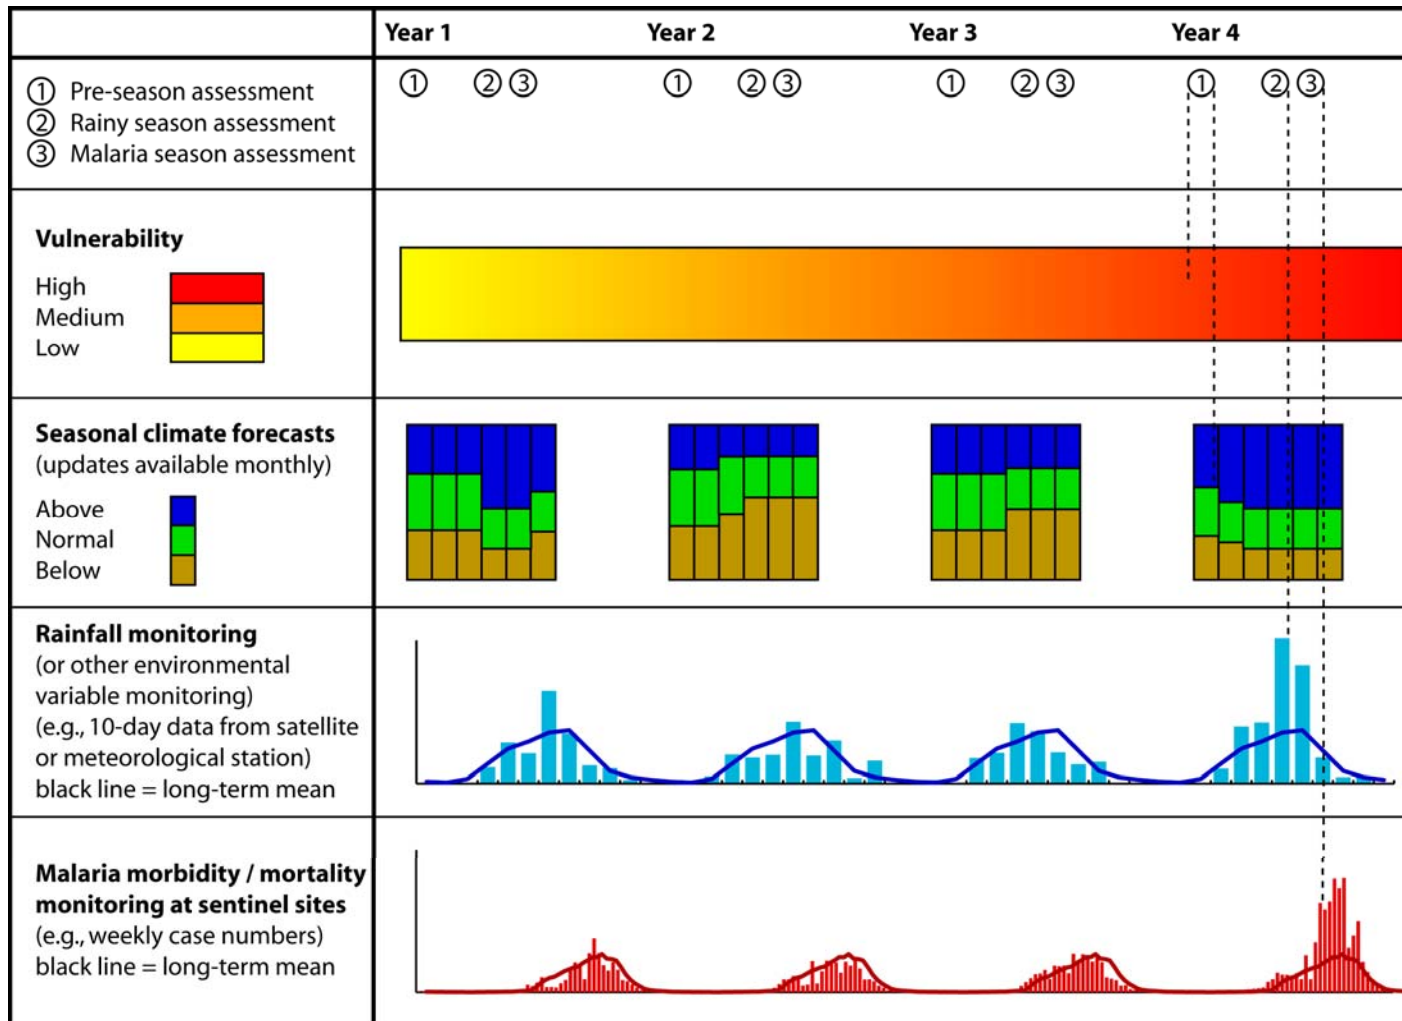 Year 1 Year 2 Year 3 Year 4
① Pre-season assessment
② Rainy season assessment
③ Malaria season assessment
① ② ③ ① ② ③ ① ② ③ ① ② ③
Vulnerability
High
Medium
Low
Seasonal climate forecasts
(updates available monthly)
Above
Normal
Below
Rainfall monitoring
(or other environmental
variable monitoring)
(e.g., 10-day data from satellite
or meteorological station)
black line = long-term mean
Malaria morbidity / mortality
monitoring at sentinel sites
(e.g., weekly case numbers)
black line = long-term mean